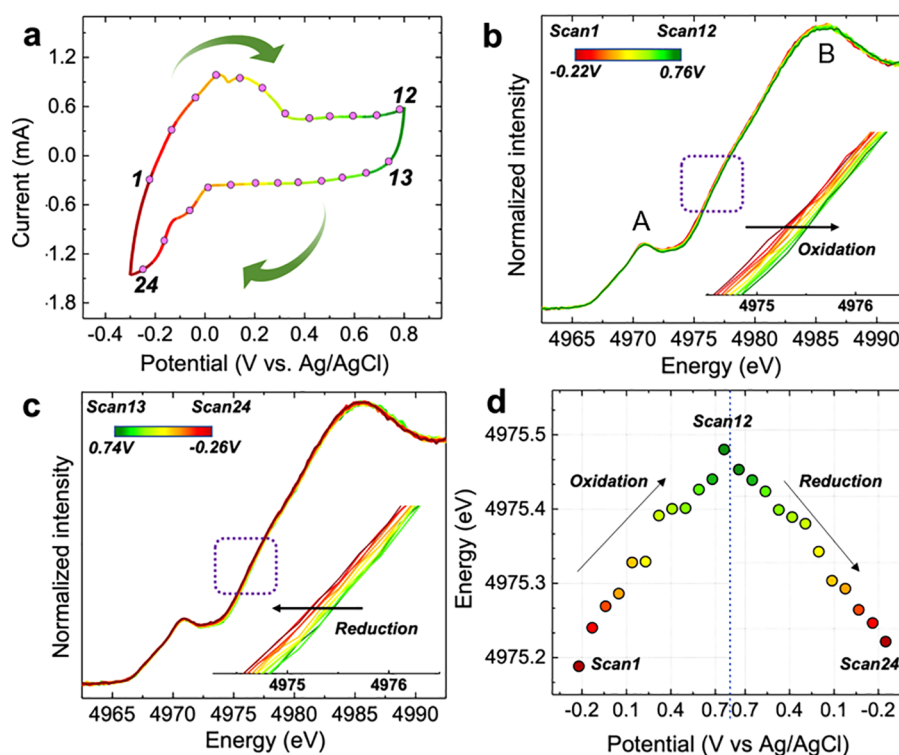 a
1.2
0.6
0.0
-0.6
-1.2
-1.8
Current (mA)
1
12
13
24
-0.4 -0.2 0.0 0.2 0.4 0.6 0.8
Potential (V vs. Ag/AgCl)
b
Scan1 Scan12
-0.22V 0.76V
A
B
Oxidation
4975 4976
Normalized intensity
4965 4970 4975 4980 4985 4990
Energy (eV)
c
Scan13 Scan24
0.74V -0.26V
Reduction
4975 4976
Normalized intensity
4965 4970 4975 4980 4985 4990
Energy (eV)
d
4975.5
4975.4
4975.3
4975.2
Energy (eV)
Scan12
Oxidation
Reduction
Scan1
Scan24
-0.2 0.1 0.4 0.7 0.7 0.4 0.1 -0.2
Potential (V vs Ag/AgCl)